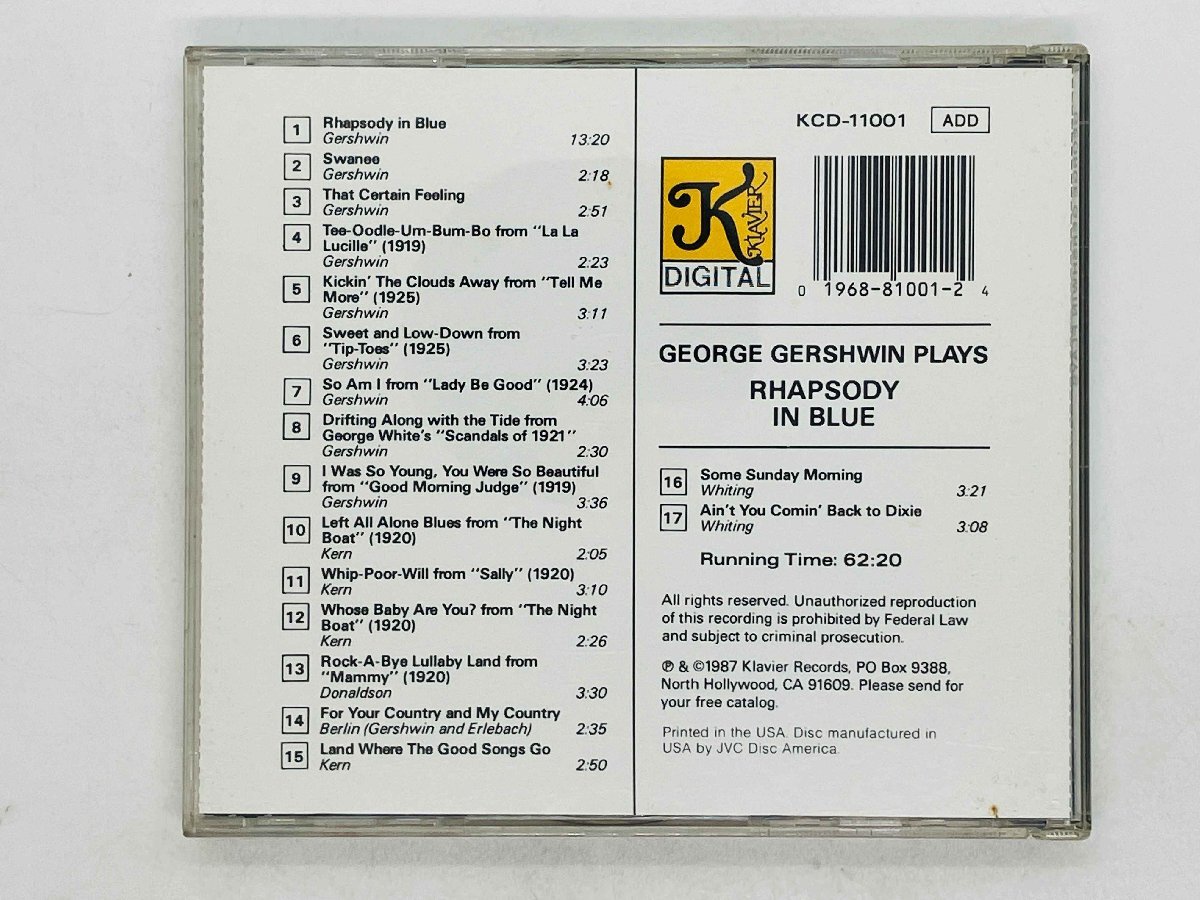 1 Rhapsody in Blue
Gershwin 13:20
2 Swanee
Gershwin 2:18
3 That Certain Feeling
Gershwin 2:51
4 Tee-Oodle-Um-Bum-Bo from "La La
Lucille" (1919)
Gershwin 2:23
5 Kickin' The Clouds Away from "Tell Me
More" (1925)
Gershwin 3:11
6 Sweet and Low-Down from
"Tip-Toes" (1925)
Gershwin 3:23
7 So Am I from "Lady Be Good" (1924)
Gershwin 4:06
8 Drifting Along with the Tide from
George White's "Scandals of 1921"
Gershwin 2:30
9 I Was So Young, You Were So Beautiful
from "Good Morning Judge" (1919)
Gershwin 3:36
10 Left All Alone Blues from "The Night
Boat" (1920)
Kern 2:05
11 Whip-Poor-Will from "Sally" (1920)
Kern 3:10
12 Whose Baby Are You? from "The Night
Boat" (1920)
Kern 2:26
13 Rock-A-Bye Lullaby Land from
"Mammy" (1920)
Donaldson 3:30
14 For Your Country and My Country
Berlin (Gershwin and Erlebach) 2:35
15 Land Where The Good Songs Go
Kern 2:50
KCD-11001 ADD
K KLAVIER
DIGITAL
0 1968-81001-2 4
GEORGE GERSHWIN PLAYS
RHAPSODY
IN BLUE
16 Some Sunday Morning
Whiting 3:21
17 Ain't You Comin' Back to Dixie
Whiting 3:08
Running Time: 62:20
All rights reserved. Unauthorized reproduction
of this recording is prohibited by Federal Law
and subject to criminal prosecution.
℗ & ©1987 Klavier Records, PO Box 9388,
North Hollywood, CA 91609. Please send for
your free catalog.
Printed in the USA. Disc manufactured in
USA by JVC Disc America.